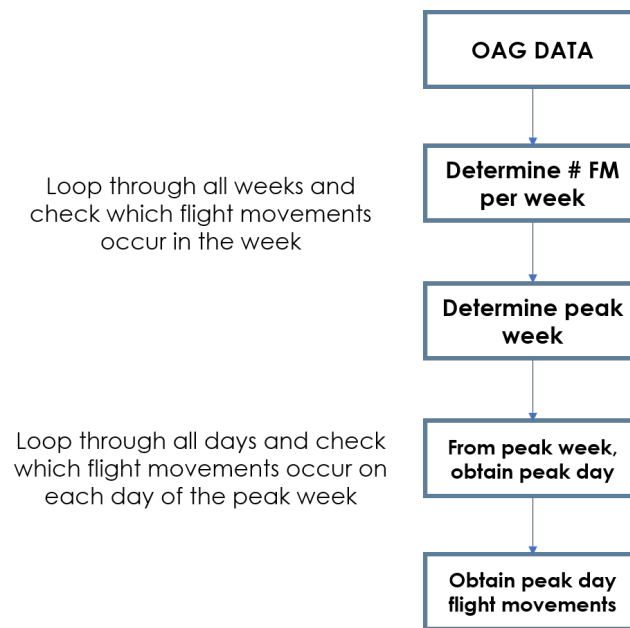 OAG DATA
Loop through all weeks and
check which flight movements
occur in the week
Determine # FM
per week
Determine peak
week
Loop through all days and check
which flight movements occur on
each day of the peak week
From peak week,
obtain peak day
Obtain peak day
flight movements